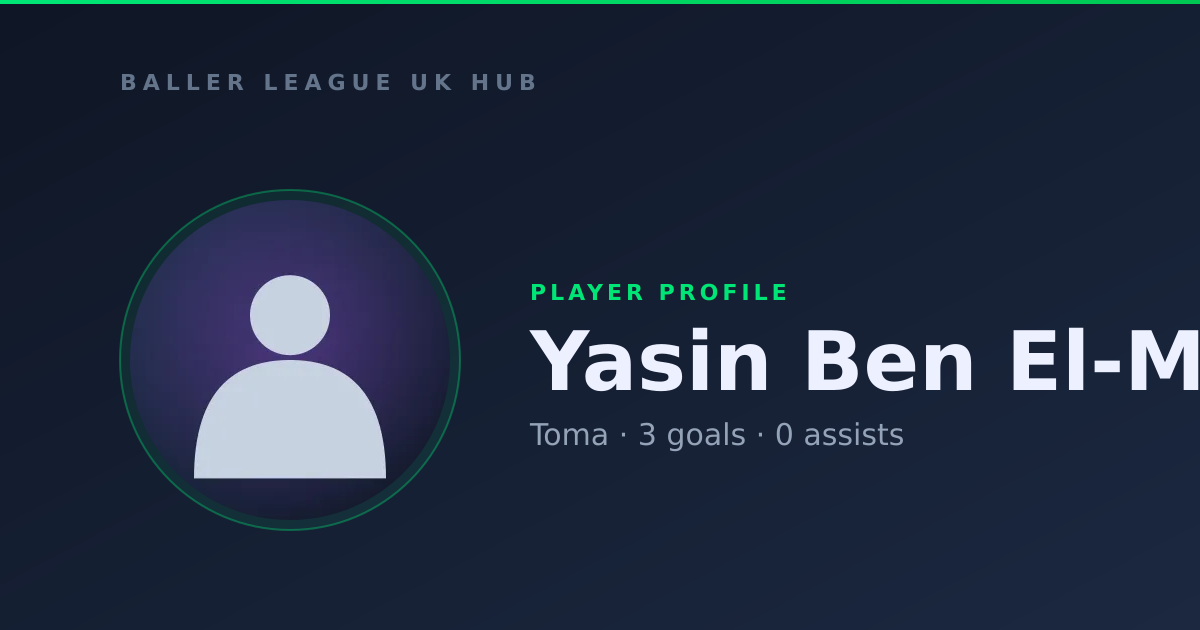 BALLER LEAGUE UK HUB
PLAYER PROFILE
Yasin Ben El-M
Toma · 3 goals · 0 assists